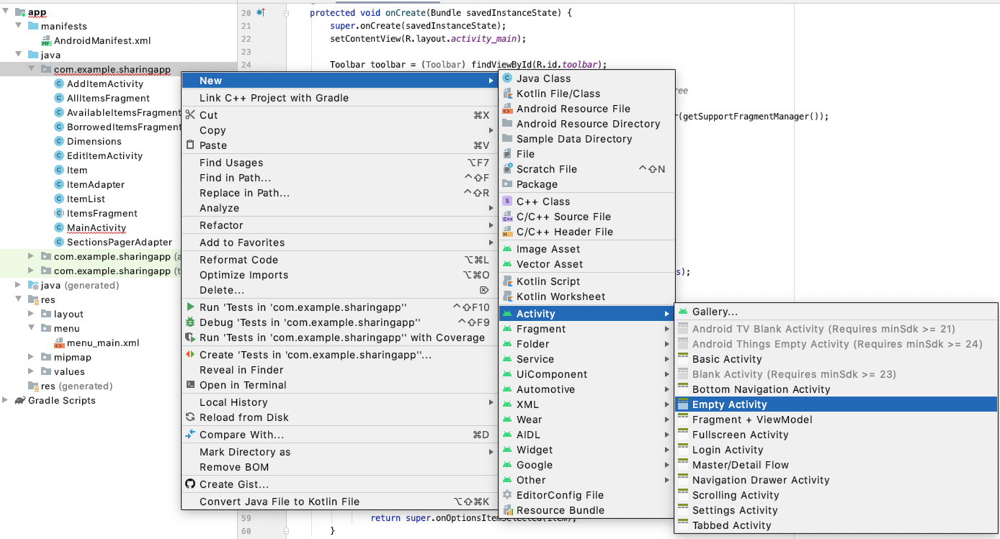 app
manifests
AndroidManifest.xml
java
com.example.sharingapp
AddItemActivity
AllItemsFragment
AvailableItemsFragment
BorrowedItemsFragment
Dimensions
EditItemActivity
Item
ItemAdapter
ItemList
ItemsFragment
MainActivity
SectionsPagerAdapter
com.example.sharingapp (a
com.example.sharingapp (t
java (generated)
res
layout
menu
menu_main.xml
mipmap
values
res (generated)
Gradle Scripts
20 protected void onCreate(Bundle savedInstanceState) {
21 super.onCreate(savedInstanceState);
22 setContentView(R.layout.activity_main);
23
24 Toolbar toolbar = (Toolbar) findViewById(R.id.toolbar);
ree
r(getSupportFragmentManager());
s);
59 return super.onOptionsItemSelected(item);
60 }
New
Link C++ Project with Gradle
Cut ⌘X
Copy
Paste ⌘V
Find Usages ⌥F7
Find in Path... ^⇧F
Replace in Path... ^⇧R
Analyze
Refactor
Add to Favorites
Reformat Code ⌥⌘L
Optimize Imports ⌥⌘O
Delete... ⌦
Run 'Tests in 'com.example.sharingapp'' ^⇧F10
Debug 'Tests in 'com.example.sharingapp'' ^⇧F9
Run 'Tests in 'com.example.sharingapp'' with Coverage
Create 'Tests in 'com.example.sharingapp''...
Reveal in Finder
Open in Terminal
Local History
Reload from Disk
Compare With... ⌘D
Mark Directory as
Remove BOM
Create Gist...
Convert Java File to Kotlin File ⌥⇧⌘K
Java Class
Kotlin File/Class
Android Resource File
Android Resource Directory
Sample Data Directory
File
Scratch File ^⇧N
Package
C++ Class
C/C++ Source File
C/C++ Header File
Image Asset
Vector Asset
Kotlin Script
Kotlin Worksheet
Activity
Fragment
Folder
Service
UiComponent
Automotive
XML
Wear
AIDL
Widget
Google
Other
EditorConfig File
Resource Bundle
Gallery...
Android TV Blank Activity (Requires minSdk >= 21)
Android Things Empty Activity (Requires minSdk >= 24)
Basic Activity
Blank Activity (Requires minSdk >= 23)
Bottom Navigation Activity
Empty Activity
Fragment + ViewModel
Fullscreen Activity
Login Activity
Master/Detail Flow
Navigation Drawer Activity
Scrolling Activity
Settings Activity
Tabbed Activity